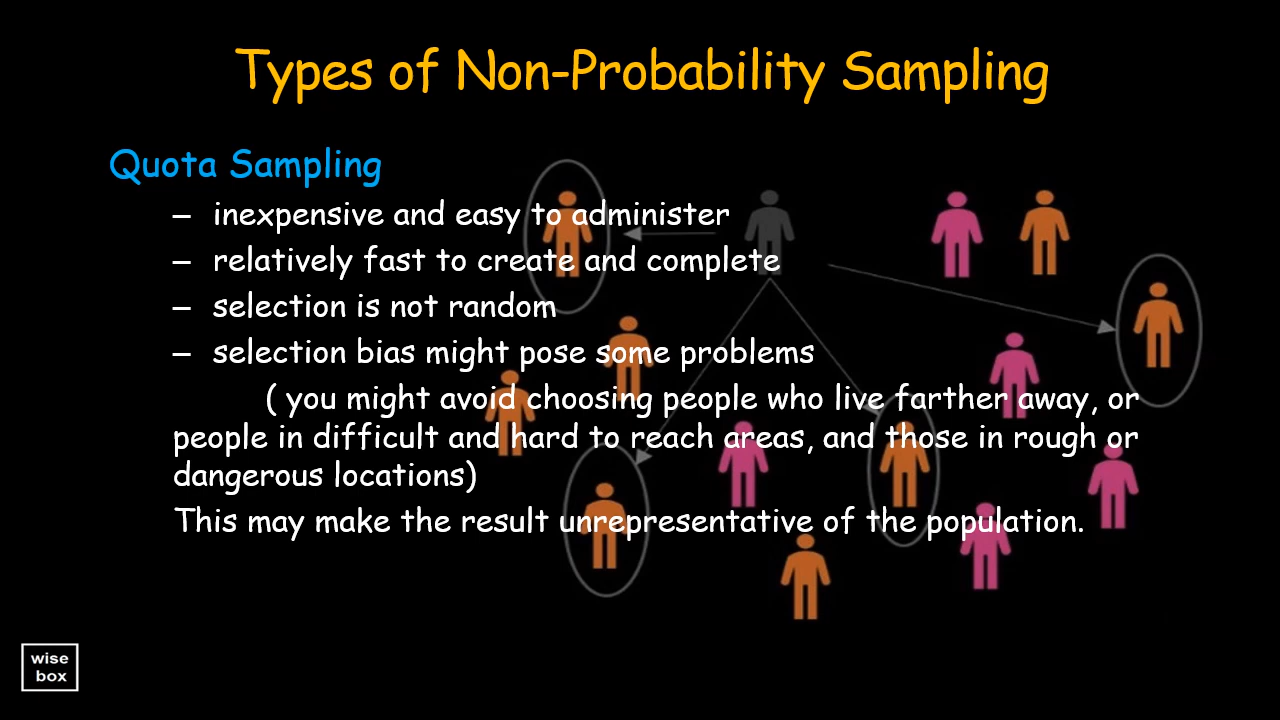 Types of Non-Probability Sampling
Quota Sampling
– inexpensive and easy to administer
– relatively fast to create and complete
– selection is not random
– selection bias might pose some problems
( you might avoid choosing people who live farther away, or
people in difficult and hard to reach areas, and those in rough or
dangerous locations)
This may make the result unrepresentative of the population.
wise
box